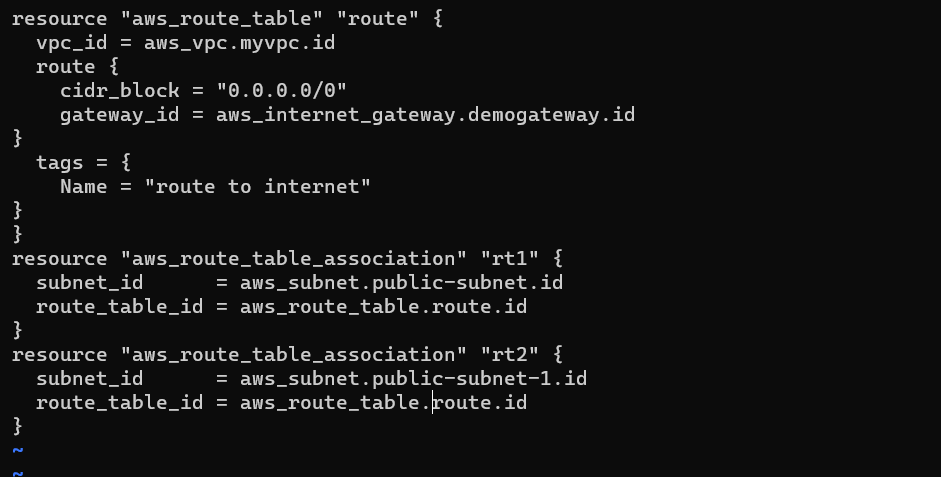 resource "aws_route_table" "route" {
  vpc_id = aws_vpc.myvpc.id
  route {
    cidr_block = "0.0.0.0/0"
    gateway_id = aws_internet_gateway.demogateway.id
}
  tags = {
    Name = "route to internet"
}
}
resource "aws_route_table_association" "rt1" {
  subnet_id      = aws_subnet.public-subnet.id
  route_table_id = aws_route_table.route.id
}
resource "aws_route_table_association" "rt2" {
  subnet_id      = aws_subnet.public-subnet-1.id
  route_table_id = aws_route_table.route.id
}
~
~